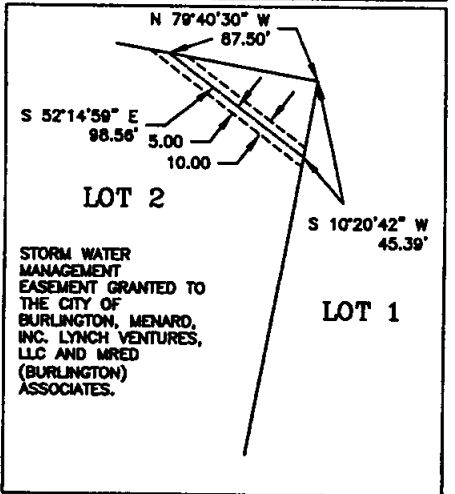 N 79°40'30" W
87.50'
S 52°14'59" E
98.56'
5.00
10.00
LOT 2
S 10°20'42" W
45.39'
STORM WATER
MANAGEMENT
EASEMENT GRANTED TO
THE CITY OF
BURLINGTON, MENARD,
INC. LYNCH VENTURES,
LLC AND MRED
(BURLINGTON)
ASSOCIATES.
LOT 1